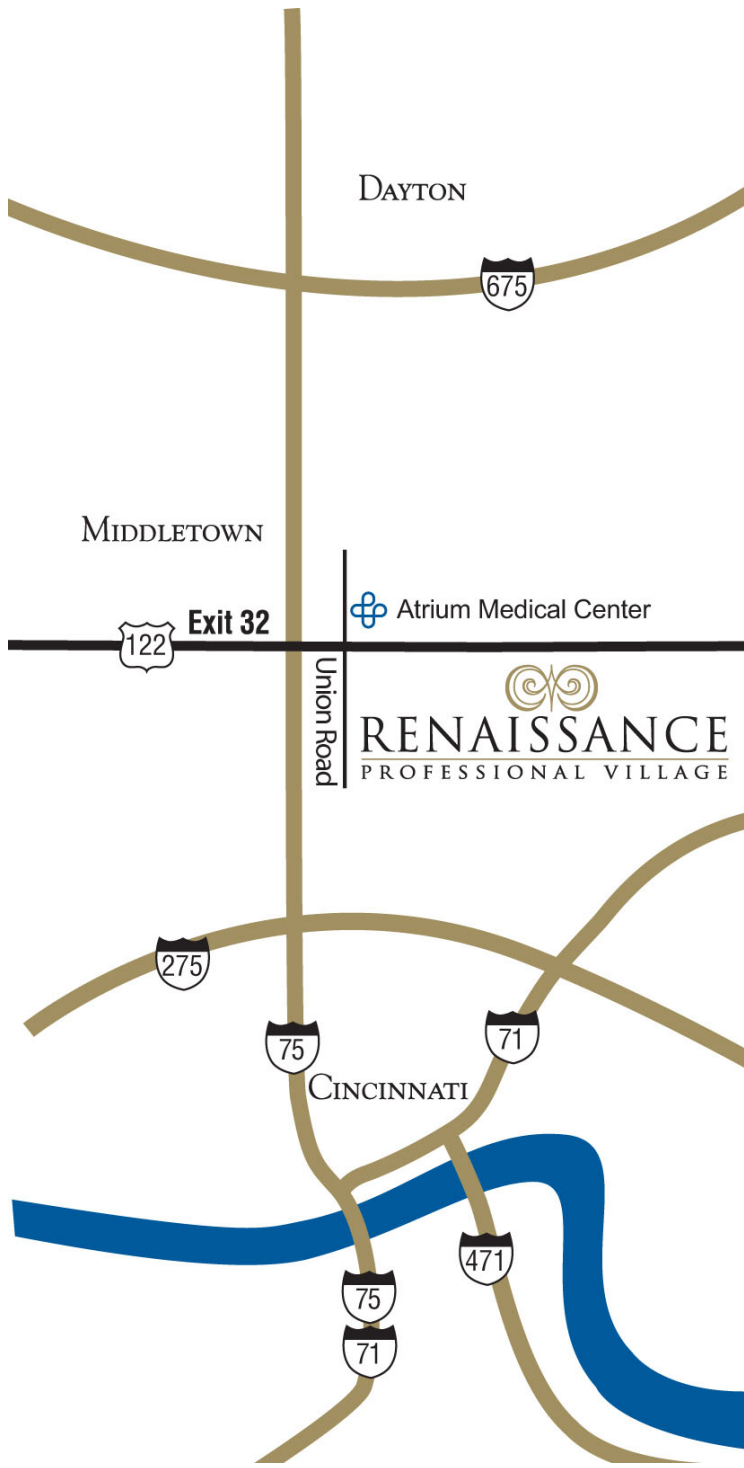 DAYTON
675
MIDDLETOWN
Atrium Medical Center
Exit 32
122
Union Road
RENAISSANCE
PROFESSIONAL VILLAGE
275
75
71
CINCINNATI
471
75
71